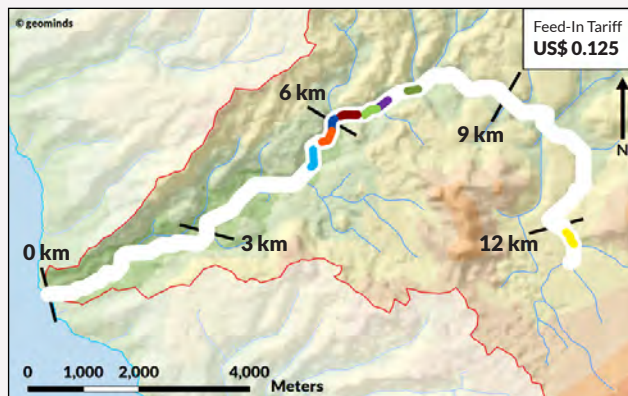 © geominds
Feed-In Tariff
US$ 0.125
6 km
9 km
N
0 km
3 km
12 km
0 1,000 2,000 4,000
Meters